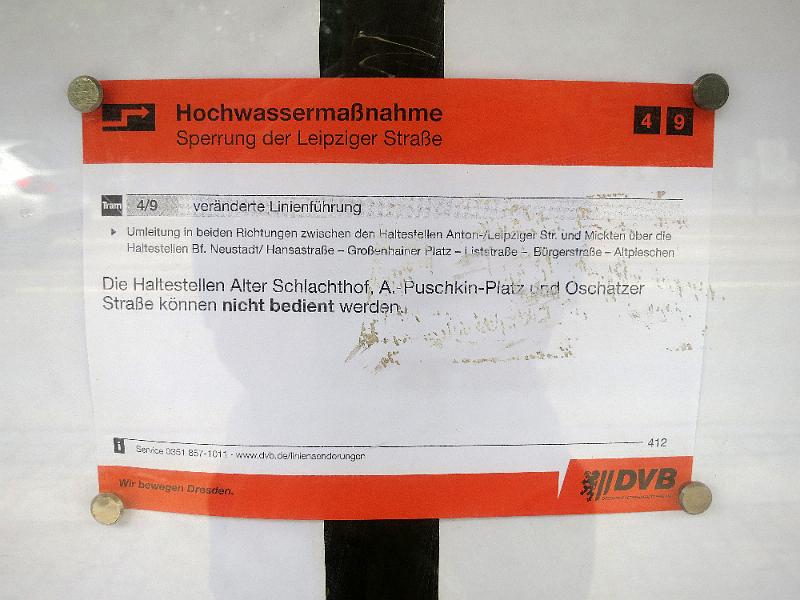 Hochwassermaßnahme
Sperrung der Leipziger Straße
4 9
Tram 4/9 veränderte Linienführung
Umleitung in beiden Richtungen zwischen den Haltestellen Anton-/Leipziger Str. und Mickten über die
Haltestellen Bf. Neustadt/ Hansastraße – Großenhainer Platz – Liststraße – Bürgerstraße – Altpieschen
Die Haltestellen Alter Schlachthof, A.-Puschkin-Platz und Oschatzer
Straße können nicht bedient werden.
412
Service 0351 857-1011 · www.dvb.de/linienaenderungen
Wir bewegen Dresden.
DVB